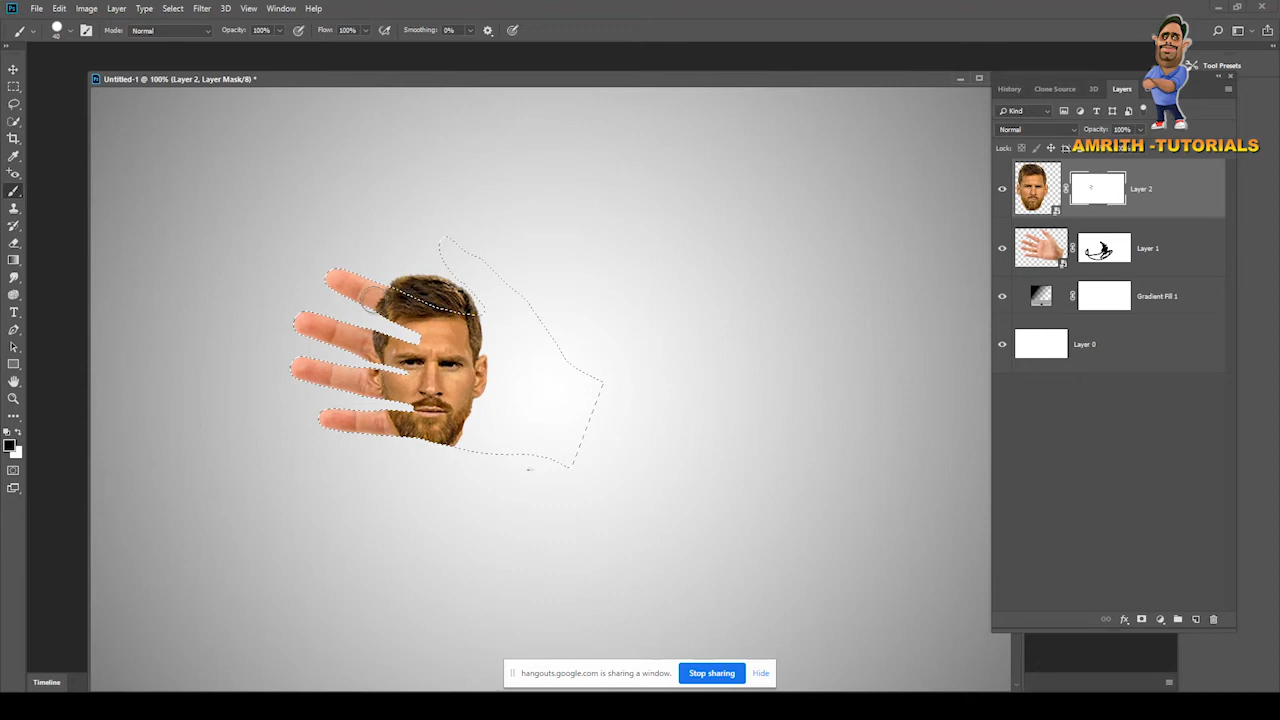 Ps File Edit Image Layer Type Select Filter 3D View Window Help
40 Mode: Normal Opacity: 100% Flow: 100% Smoothing: 0%
Tool Presets
Untitled-1 @ 100% (Layer 2, Layer Mask/8) *
History Clone Source 3D Layers
Kind
Normal Opacity: 100%
Lock:
AMRITH -TUTORIALS
Layer 2
Layer 1
Gradient Fill 1
Layer 0
hangouts.google.com is sharing a window. Stop sharing Hide
Timeline